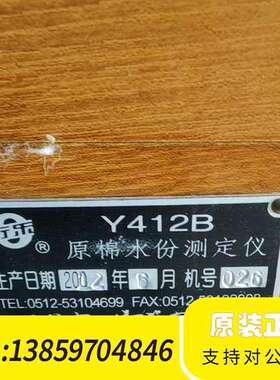 Y412B
®
原棉水份测定仪
生产日期 2002 年 6 月 机号 026
TEL:0512-53104699 FAX:0512-
:13859704846
原装正
支持对公